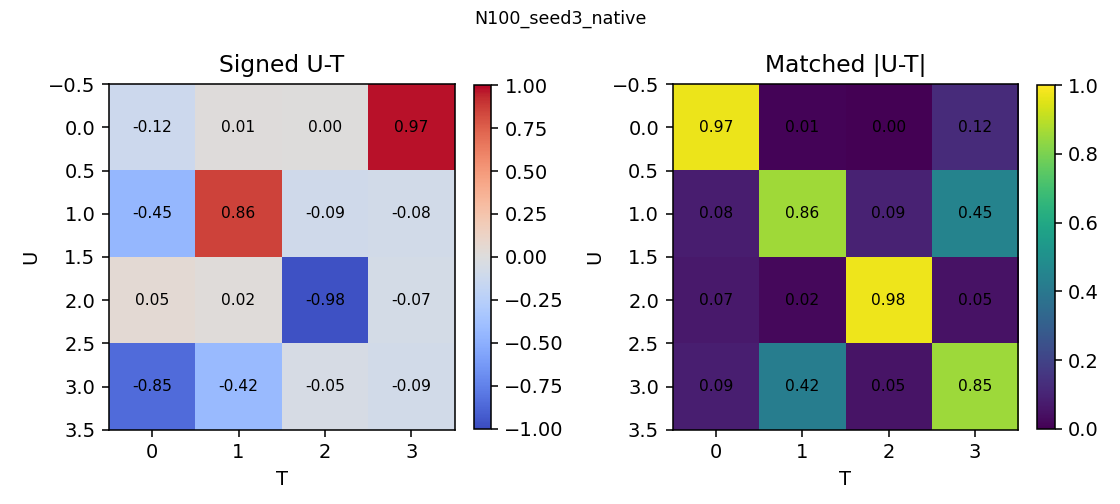 N100_seed3_native
Signed U-T
Matched |U-T|
−0.5
0.0
0.5
1.0
1.5
2.0
2.5
3.0
3.5
U
-0.12 0.01 0.00 0.97
-0.45 0.86 -0.09 -0.08
0.05 0.02 -0.98 -0.07
-0.85 -0.42 -0.05 -0.09
0 1 2 3
T
1.00
0.75
0.50
0.25
0.00
−0.25
−0.50
−0.75
−1.00
−0.5
0.0
0.5
1.0
1.5
2.0
2.5
3.0
3.5
U
0.97 0.01 0.00 0.12
0.08 0.86 0.09 0.45
0.07 0.02 0.98 0.05
0.09 0.42 0.05 0.85
0 1 2 3
T
1.0
0.8
0.6
0.4
0.2
0.0